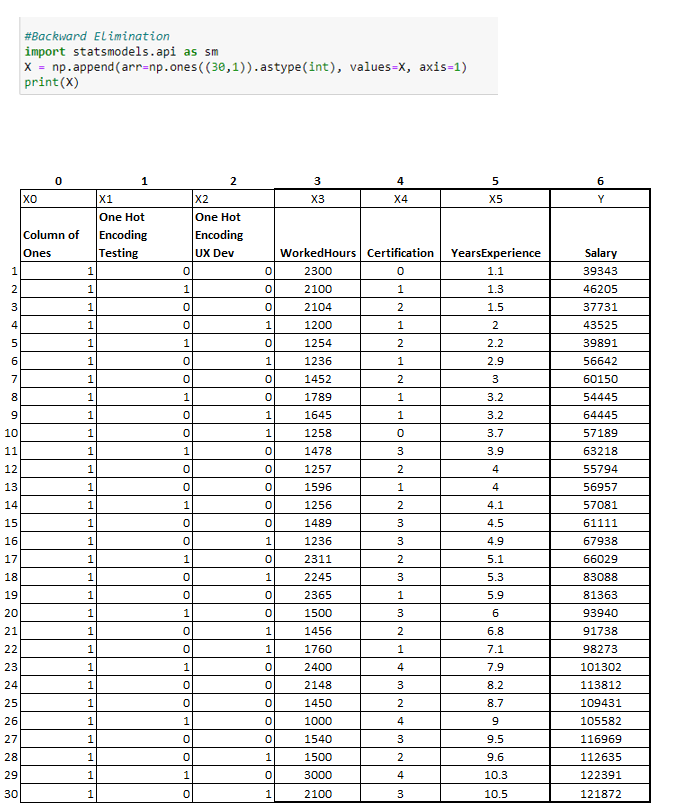 #Backward Elimination
import statsmodels.api as sm
X = np.append(arr=np.ones((30,1)).astype(int), values=X, axis=1)
print(X)
0 1 2 3 4 5 6
X0 X1 X2 X3 X4 X5 Y
Column of Ones One Hot Encoding Testing One Hot Encoding UX Dev WorkedHours Certification YearsExperience Salary
1 1 0 0 2300 0 1.1 39343
2 1 1 0 2100 1 1.3 46205
3 1 0 0 2104 2 1.5 37731
4 1 0 1 1200 1 2 43525
5 1 1 0 1254 2 2.2 39891
6 1 0 1 1236 1 2.9 56642
7 1 0 0 1452 2 3 60150
8 1 1 0 1789 1 3.2 54445
9 1 0 1 1645 1 3.2 64445
10 1 0 1 1258 0 3.7 57189
11 1 1 0 1478 3 3.9 63218
12 1 0 0 1257 2 4 55794
13 1 0 0 1596 1 4 56957
14 1 1 0 1256 2 4.1 57081
15 1 0 0 1489 3 4.5 61111
16 1 0 1 1236 3 4.9 67938
17 1 1 0 2311 2 5.1 66029
18 1 0 1 2245 3 5.3 83088
19 1 0 0 2365 1 5.9 81363
20 1 1 0 1500 3 6 93940
21 1 0 1 1456 2 6.8 91738
22 1 0 1 1760 1 7.1 98273
23 1 1 0 2400 4 7.9 101302
24 1 0 0 2148 3 8.2 113812
25 1 0 0 1450 2 8.7 109431
26 1 1 0 1000 4 9 105582
27 1 0 0 1540 3 9.5 116969
28 1 0 1 1500 2 9.6 112635
29 1 1 0 3000 4 10.3 122391
30 1 0 1 2100 3 10.5 121872